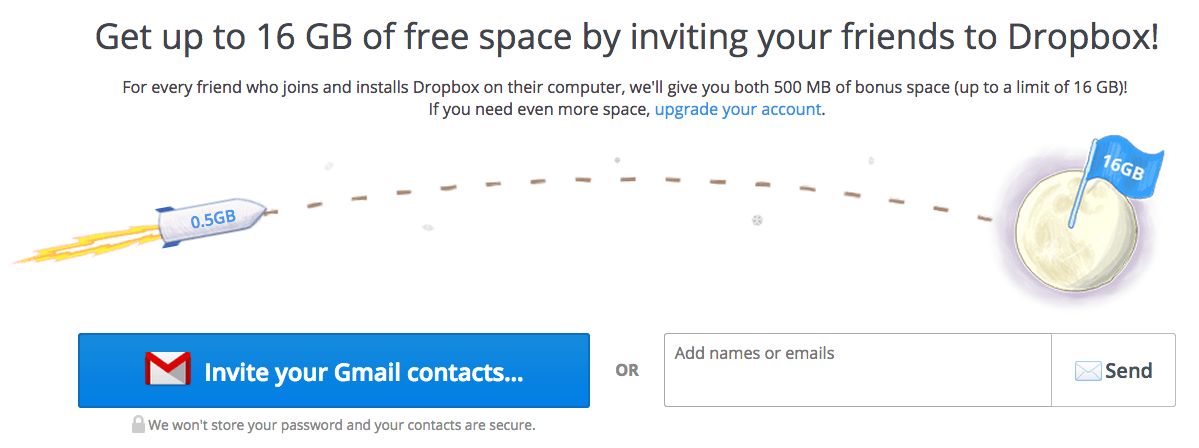 Get up to 16 GB of free space by inviting your friends to Dropbox!
For every friend who joins and installs Dropbox on their computer, we'll give you both 500 MB of bonus space (up to a limit of 16 GB)!
If you need even more space, upgrade your account.
16GB
0.5GB
Invite your Gmail contacts...
OR
Add names or emails
Send
We won't store your password and your contacts are secure.